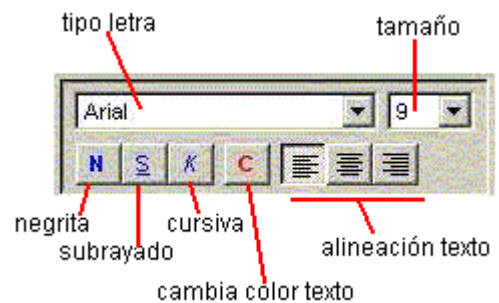 tipo letra
tamaño
Arial
9
N S K C
negrita
cursiva
subrayado
alineación texto
cambia color texto